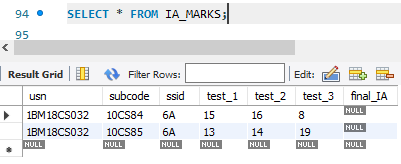 94 SELECT * FROM IA_MARKS;
95
Result Grid Filter Rows: Edit:
usn subcode ssid test_1 test_2 test_3 final_IA
1BM18CS032 10CS84 6A 15 16 8 NULL
1BM18CS032 10CS85 6A 13 14 19 NULL
NULL NULL NULL NULL NULL NULL NULL